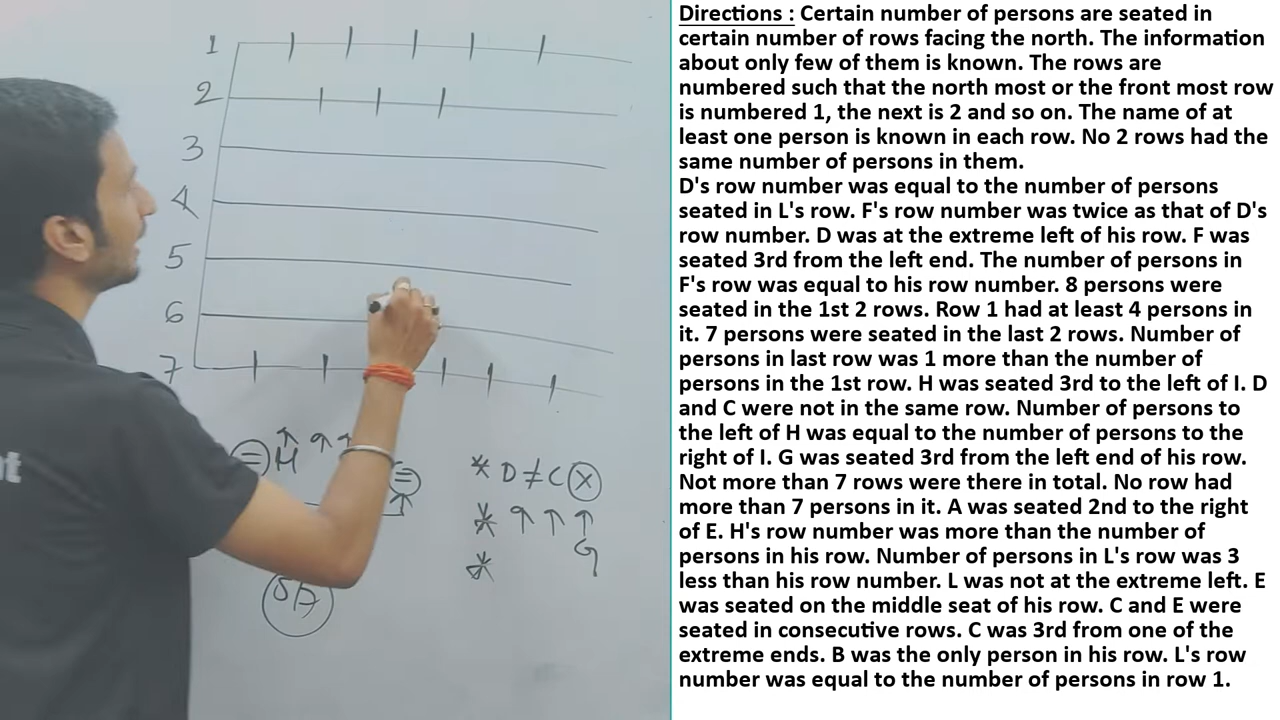 1
2
3
4
5
6
7
= H
=
* D ≠ C X
*
G
*
5A
nt
Directions : Certain number of persons are seated in
certain number of rows facing the north. The information
about only few of them is known. The rows are
numbered such that the north most or the front most row
is numbered 1, the next is 2 and so on. The name of at
least one person is known in each row. No 2 rows had the
same number of persons in them.
D's row number was equal to the number of persons
seated in L's row. F's row number was twice as that of D's
row number. D was at the extreme left of his row. F was
seated 3rd from the left end. The number of persons in
F's row was equal to his row number. 8 persons were
seated in the 1st 2 rows. Row 1 had at least 4 persons in
it. 7 persons were seated in the last 2 rows. Number of
persons in last row was 1 more than the number of
persons in the 1st row. H was seated 3rd to the left of I. D
and C were not in the same row. Number of persons to
the left of H was equal to the number of persons to the
right of I. G was seated 3rd from the left end of his row.
Not more than 7 rows were there in total. No row had
more than 7 persons in it. A was seated 2nd to the right
of E. H's row number was more than the number of
persons in his row. Number of persons in L's row was 3
less than his row number. L was not at the extreme left. E
was seated on the middle seat of his row. C and E were
seated in consecutive rows. C was 3rd from one of the
extreme ends. B was the only person in his row. L's row
number was equal to the number of persons in row 1.